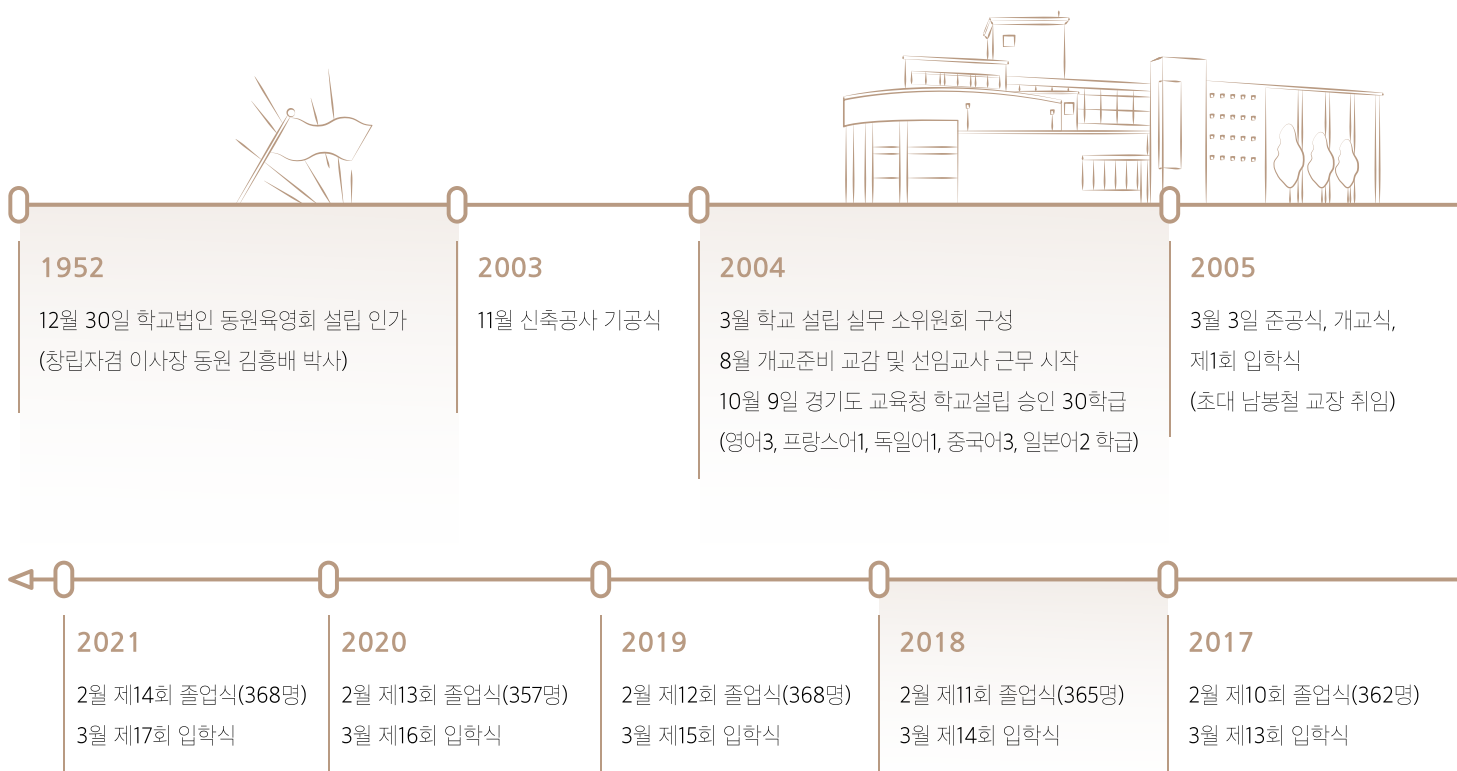 1952
12월 30일 학교법인 동원육영회 설립 인가
(창립자겸 이사장 동원 김흥배 박사)
2003
11월 신축공사 기공식
2004
3월 학교 설립 실무 소위원회 구성
8월 개교준비 교감 및 선임교사 근무 시작
10월 9일 경기도 교육청 학교설립 승인 30학급
(영어3, 프랑스어1, 독일어1, 중국어3, 일본어2 학급)
2005
3월 3일 준공식, 개교식,
제1회 입학식
(초대 남봉철 교장 취임)
2021
2월 제14회 졸업식(368명)
3월 제17회 입학식
2020
2월 제13회 졸업식(357명)
3월 제16회 입학식
2019
2월 제12회 졸업식(368명)
3월 제15회 입학식
2018
2월 제11회 졸업식(365명)
3월 제14회 입학식
2017
2월 제10회 졸업식(362명)
3월 제13회 입학식